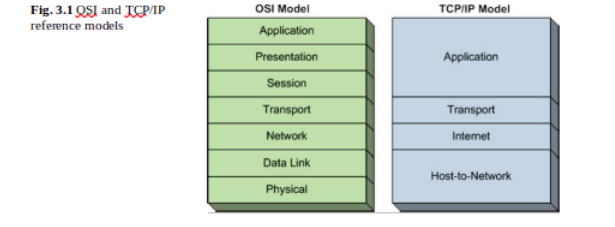 Fig. 3.1 OSI and TCP/IP
reference models
OSI Model
Application
Presentation
Session
Transport
Network
Data Link
Physical
TCP/IP Model
Application
Transport
Internet
Host-to-Network